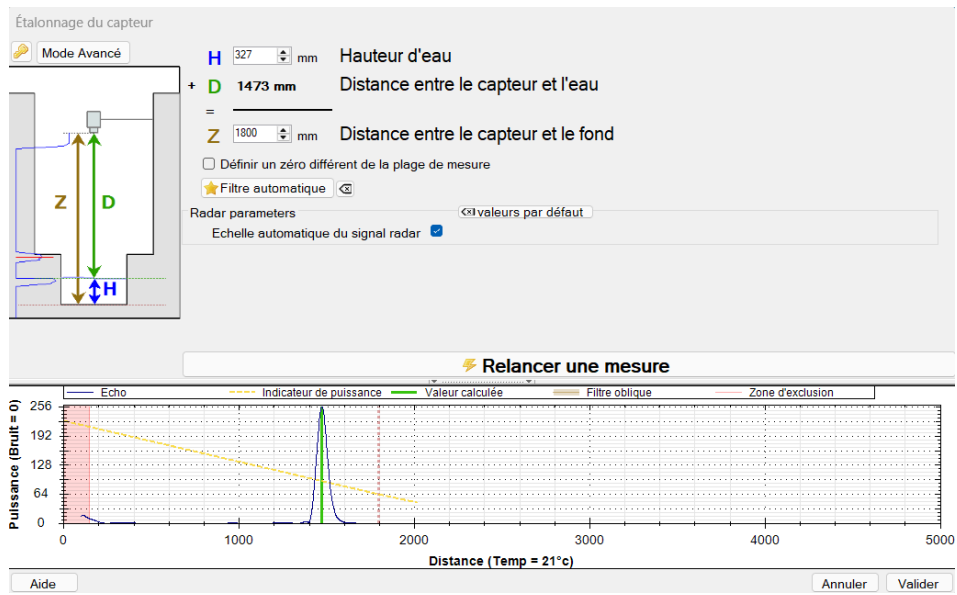 Étalonnage du capteur
Mode Avancé
H 327 mm Hauteur d'eau
+ D 1473 mm Distance entre le capteur et l'eau
=
Z 1800 mm Distance entre le capteur et le fond
Définir un zéro différent de la plage de mesure
Filtre automatique
Radar parameters valeurs par défaut
Echelle automatique du signal radar
Z D
H
Relancer une mesure
Echo Indicateur de puissance Valeur calculée Filtre oblique Zone d'exclusion
Puissance (Bruit = 0)
256
192
128
64
0
0 1000 2000 3000 4000 5000
Distance (Temp = 21°c)
Aide Annuler Valider